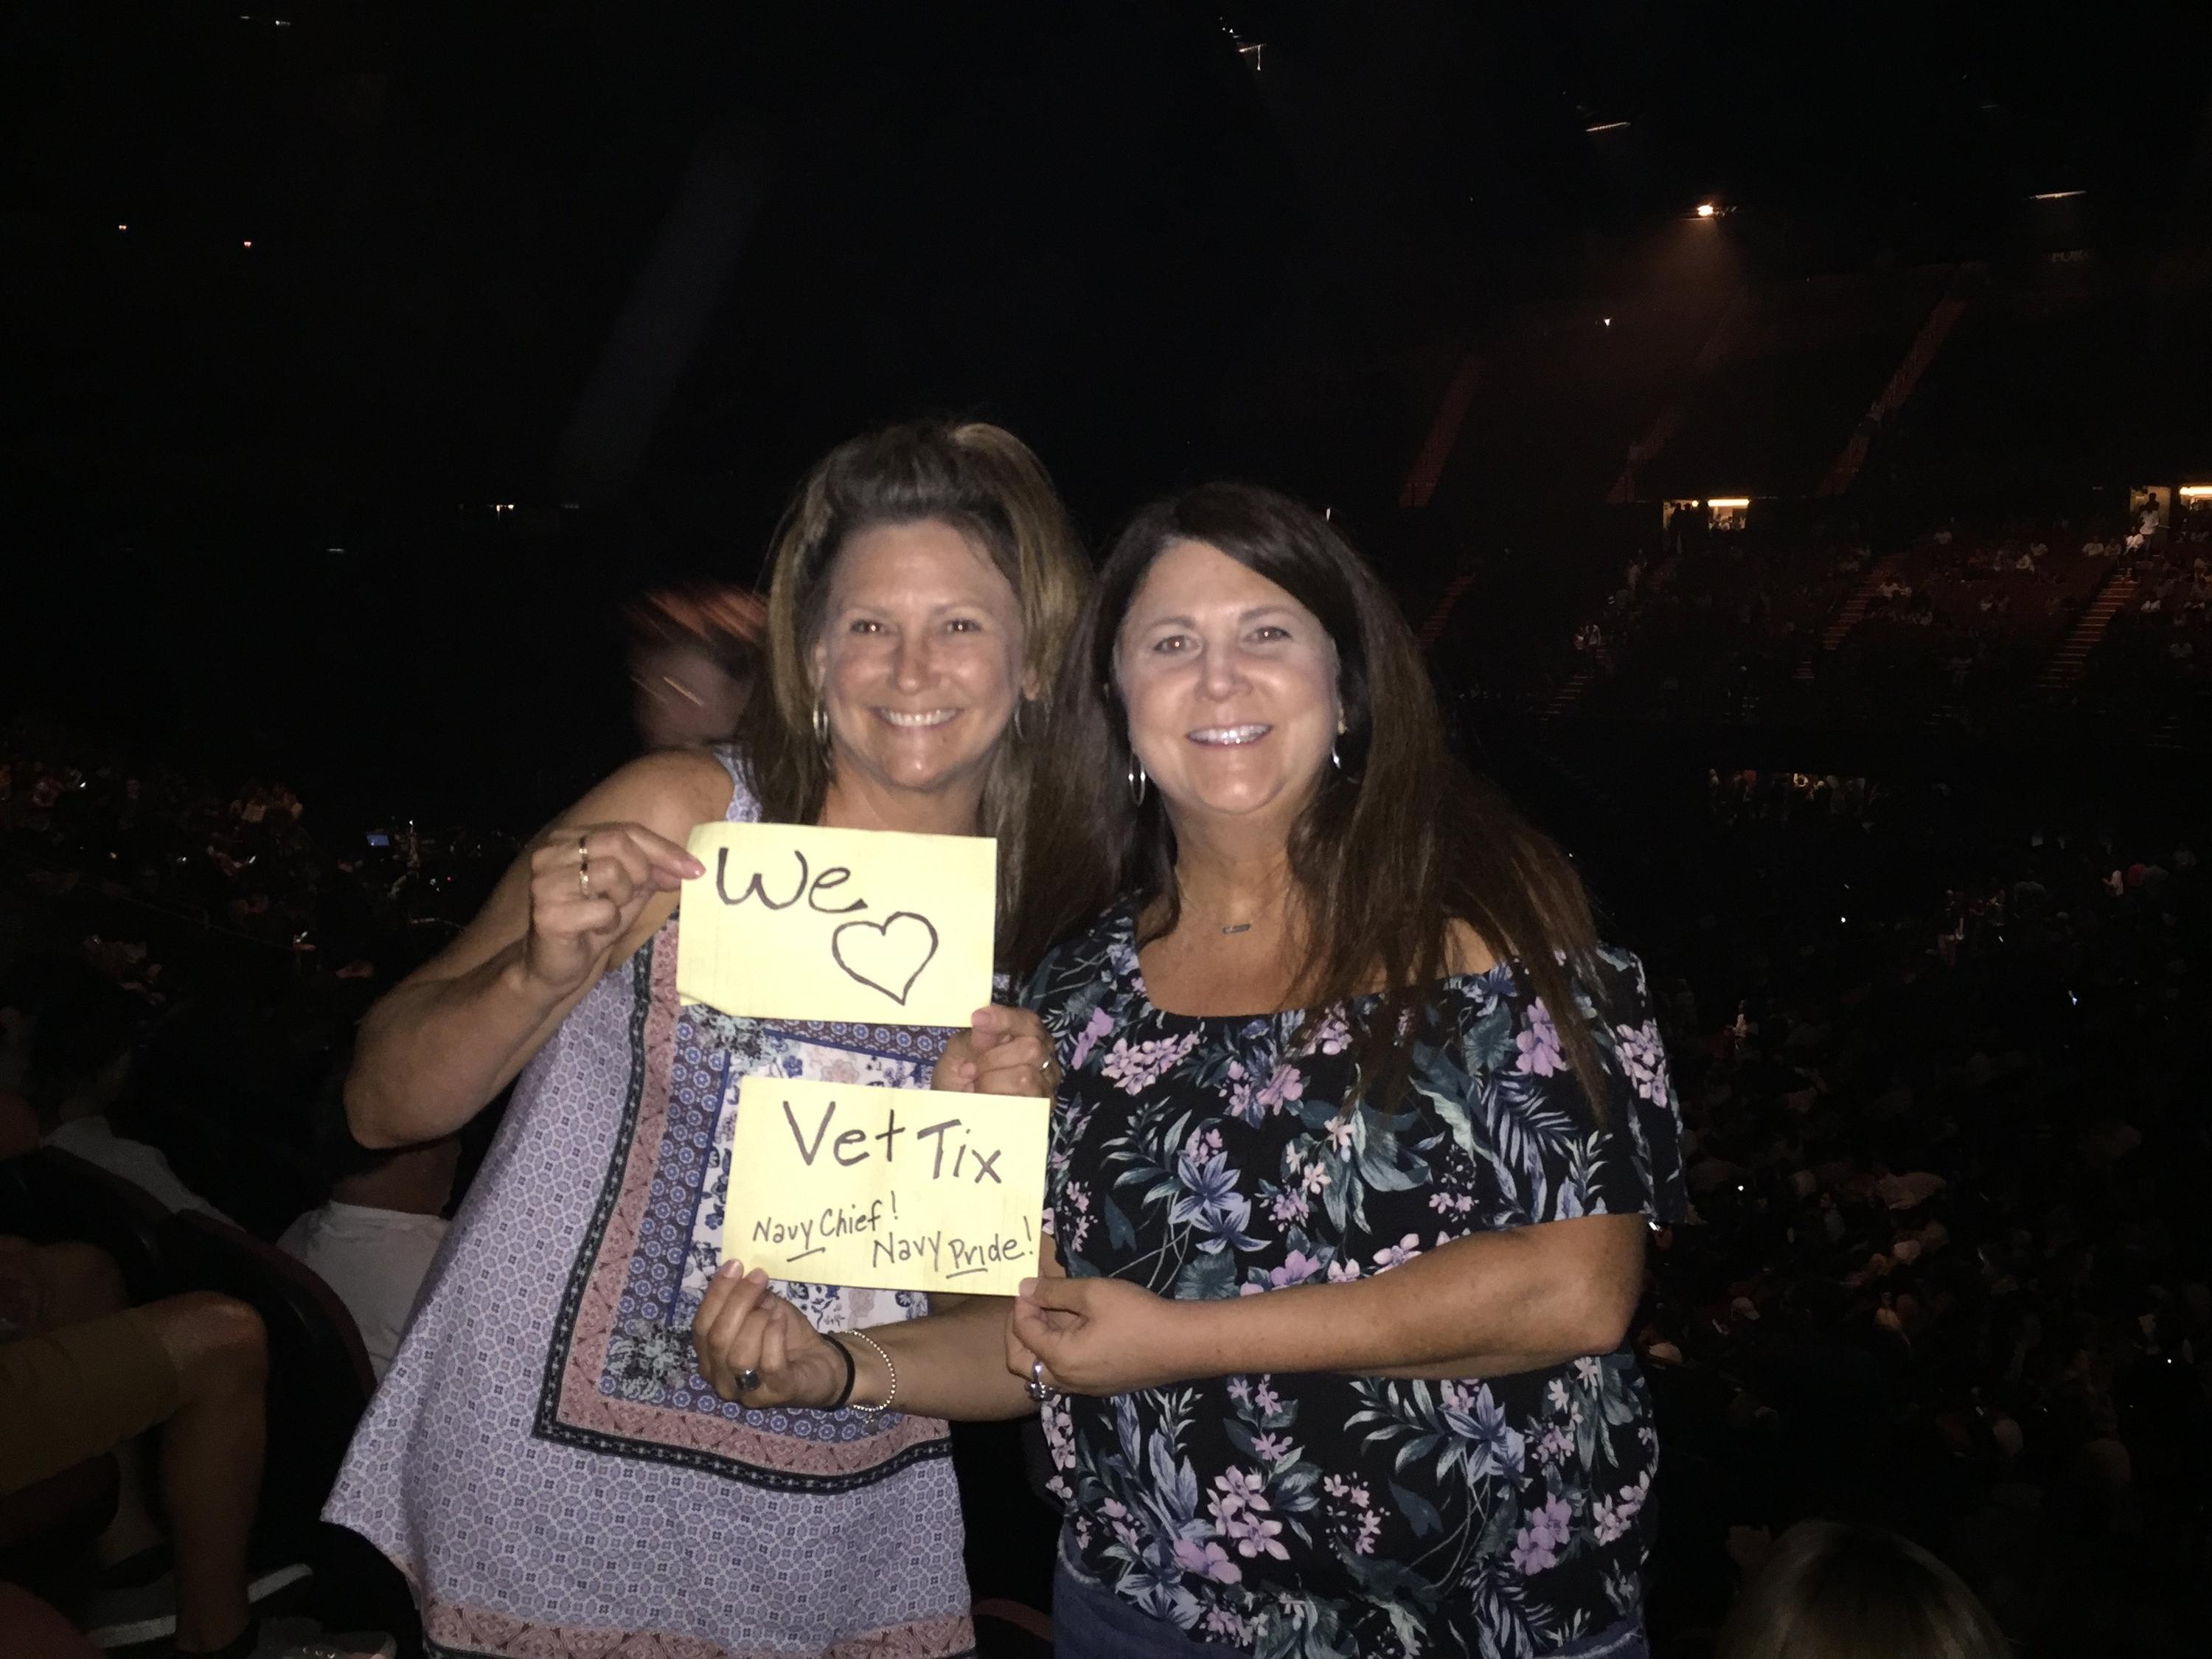 We
♡
Vet Tix
Navy Chief!
Navy Pride!